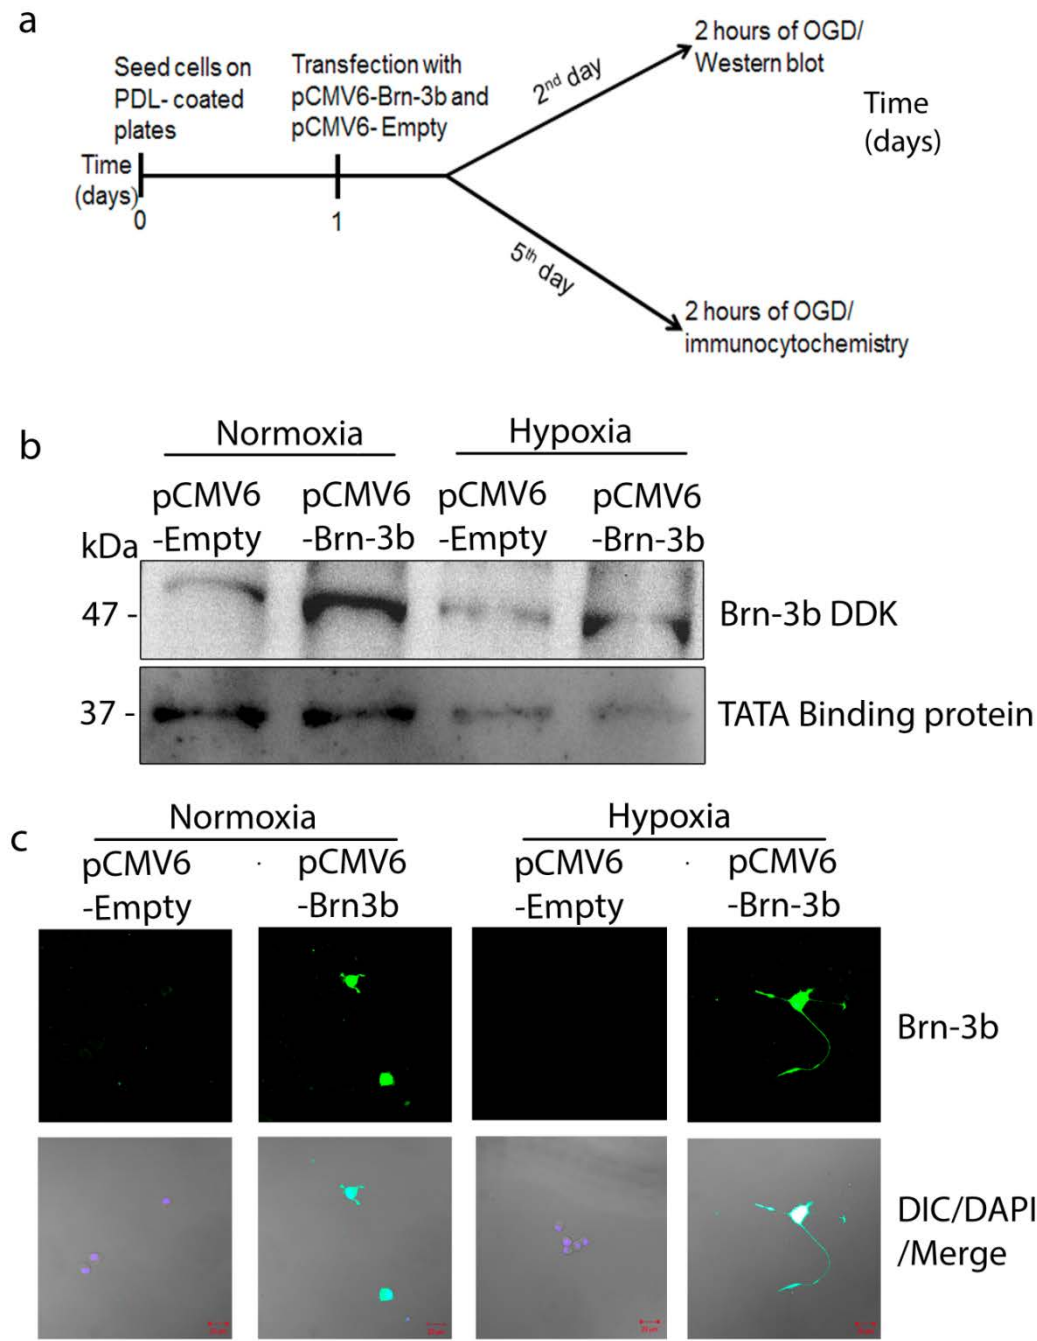 a
Seed cells on
PDL- coated
plates
Transfection with
pCMV6-Brn-3b and
pCMV6- Empty
2nd day
2 hours of OGD/
Western blot
Time
(days)
Time
(days)
0
1
5th day
2 hours of OGD/
immunocytochemistry
b
Normoxia
Hypoxia
kDa
pCMV6
-Empty
pCMV6
-Brn-3b
pCMV6
-Empty
pCMV6
-Brn-3b
47 -
Brn-3b DDK
37 -
TATA Binding protein
c
Normoxia
Hypoxia
pCMV6
-Empty
pCMV6
-Brn3b
pCMV6
-Empty
pCMV6
-Brn-3b
Brn-3b
DIC/DAPI
/Merge